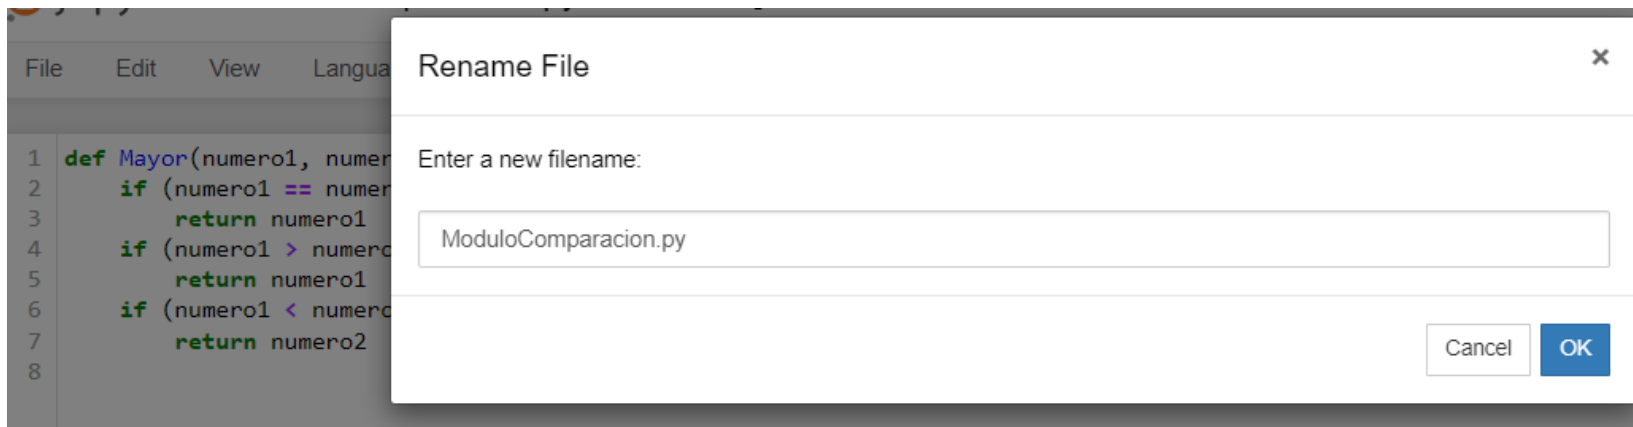 Rename File
×
File Edit View Langua
Enter a new filename:
ModuloComparacion.py
Cancel OK
1 def Mayor(numero1, numer
2 if (numero1 == numer
3 return numero1
4 if (numero1 > numero
5 return numero1
6 if (numero1 < numero
7 return numero2
8